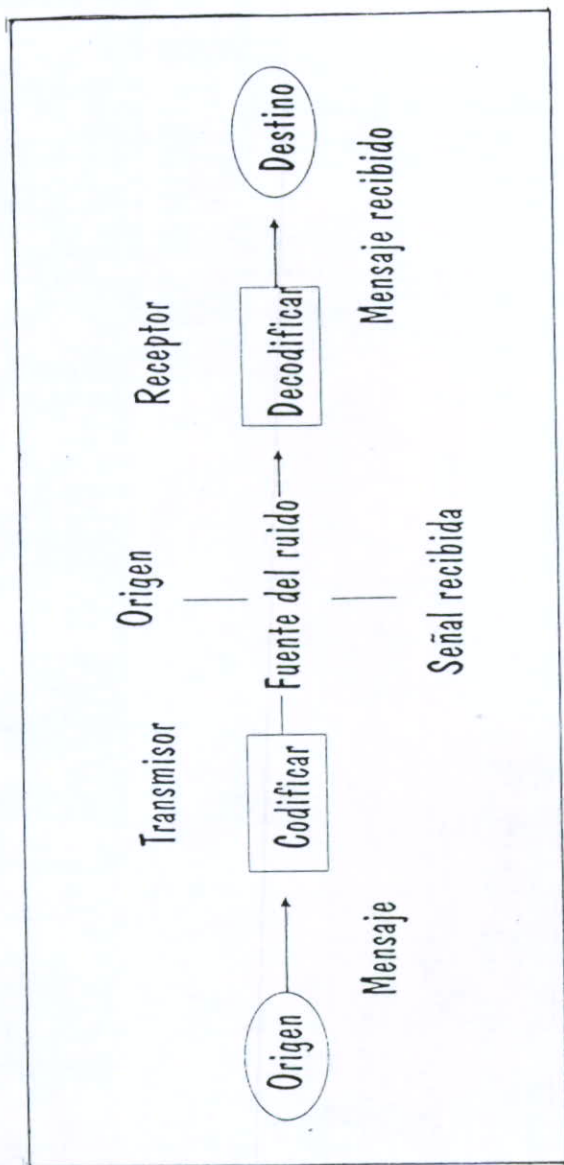 Transmisor
Origen
Receptor
Origen
Codificar
Fuente del ruido
Decodificar
Destino
Mensaje
Señal recibida
Mensaje recibido